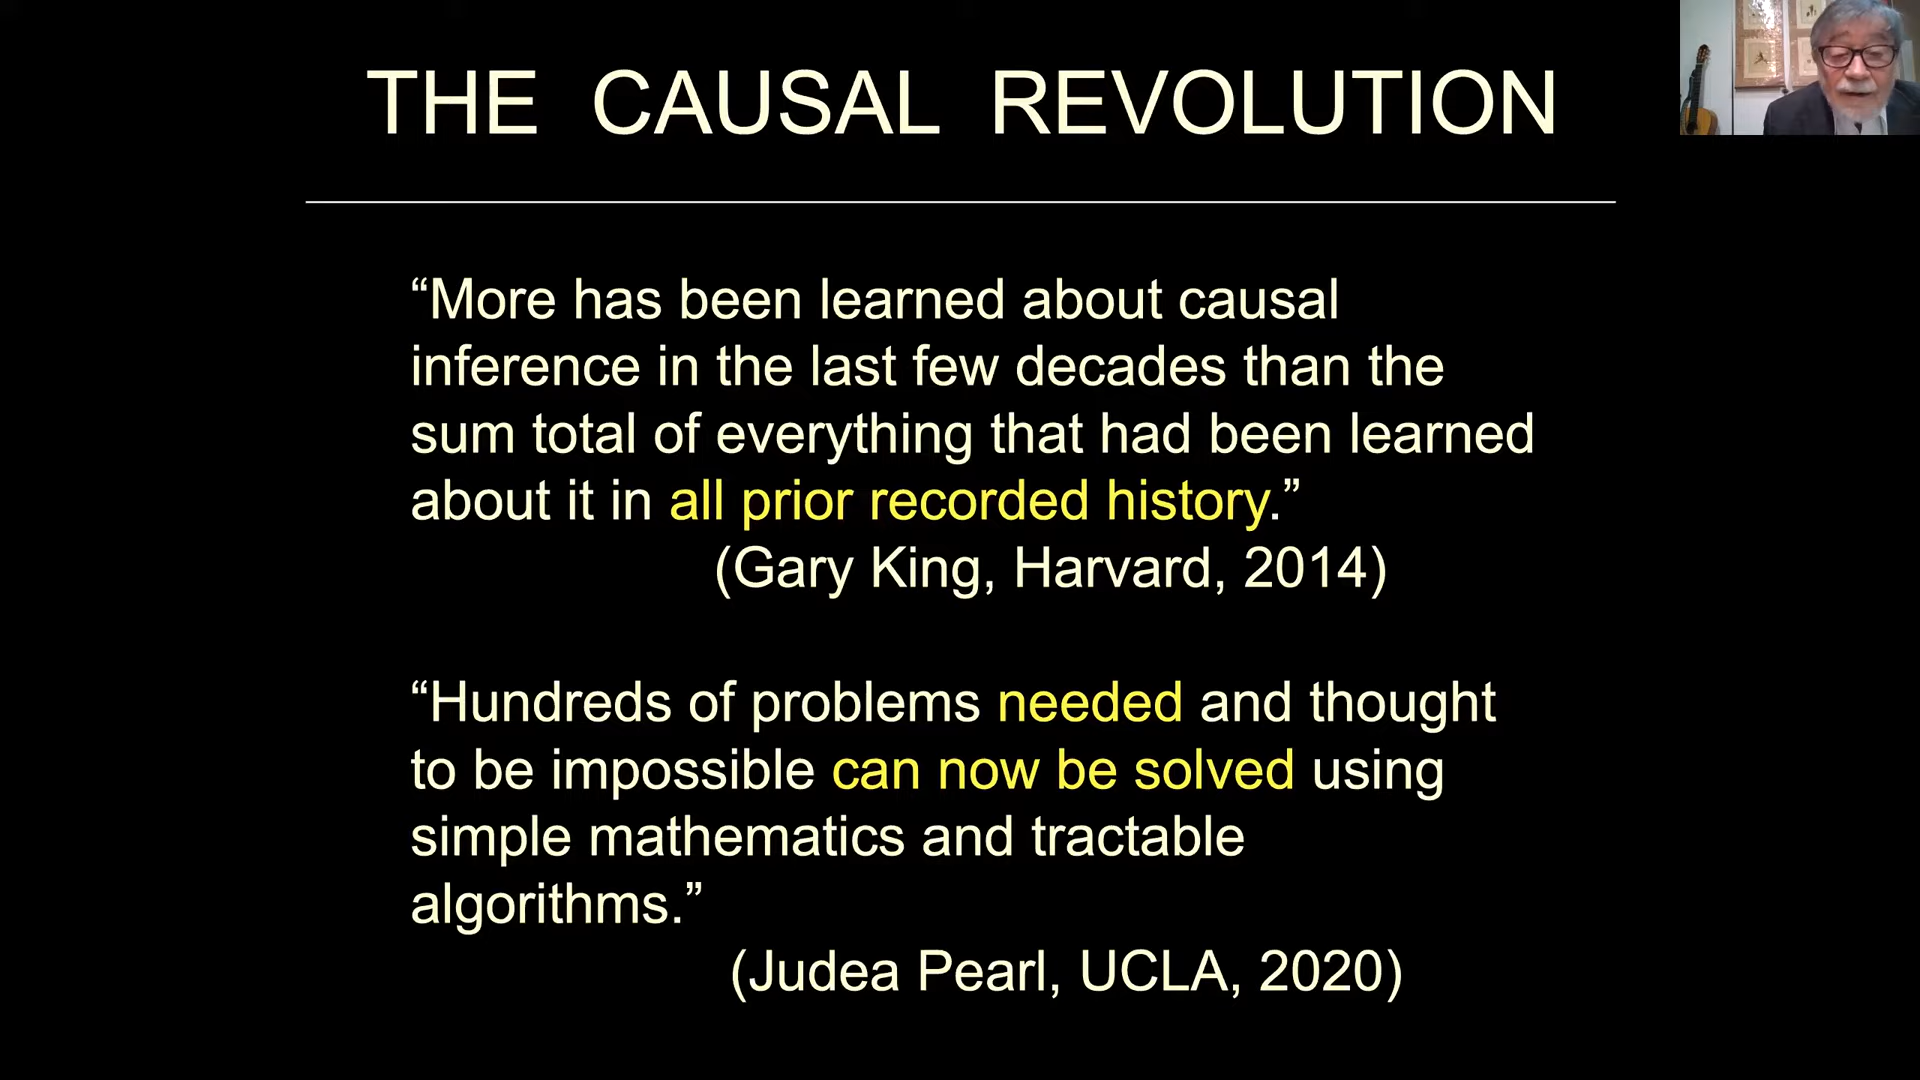 THE CAUSAL REVOLUTION
“More has been learned about causal
inference in the last few decades than the
sum total of everything that had been learned
about it in all prior recorded history.”
(Gary King, Harvard, 2014)
“Hundreds of problems needed and thought
to be impossible can now be solved using
simple mathematics and tractable
algorithms.”
(Judea Pearl, UCLA, 2020)